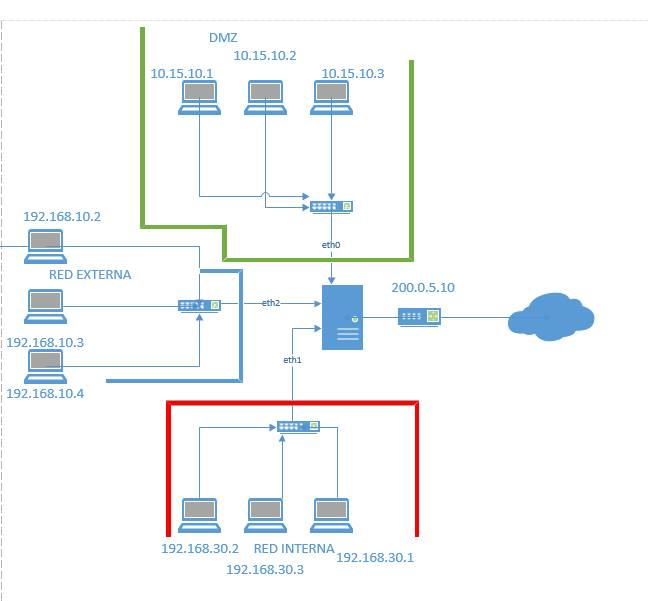 DMZ
10.15.10.2
10.15.10.1
10.15.10.3
192.168.10.2
eth0
RED EXTERNA
200.0.5.10
eth2
192.168.10.3
eth1
192.168.10.4
192.168.30.2
RED INTERNA
192.168.30.1
192.168.30.3